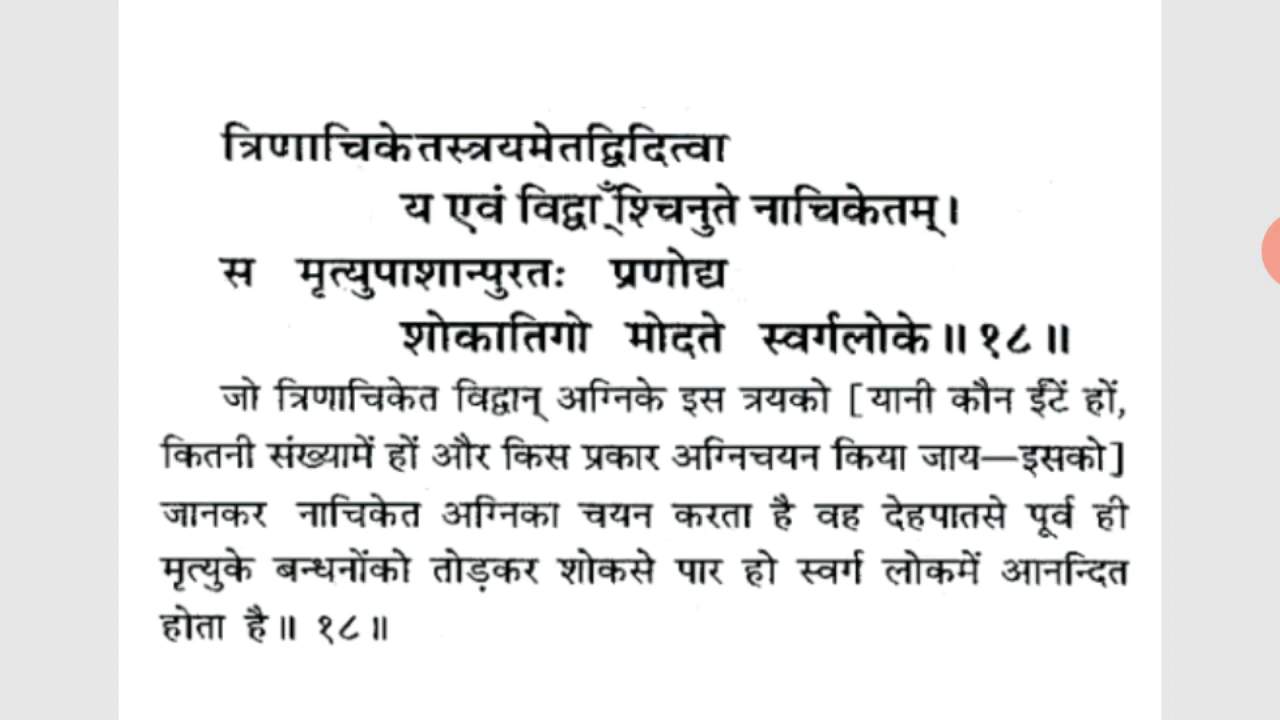 त्रिणाचिकेतस्त्रयमेतद्विदित्वा
य एवं विद्वाँ्श्चिनुते नाचिकेतम्।
स मृत्युपाशान्पुरतः प्रणोद्य
शोकातिगो मोदते स्वर्गलोके॥१८॥
जो त्रिणाचिकेत विद्वान् अग्निके इस त्रयको [यानी कौन ईंटें हों,
कितनी संख्यामें हों और किस प्रकार अग्निचयन किया जाय—इसको]
जानकर नाचिकेत अग्निका चयन करता है वह देहपातसे पूर्व ही
मृत्युके बन्धनोंको तोड़कर शोकसे पार हो स्वर्ग लोकमें आनन्दित
होता है॥ १८॥